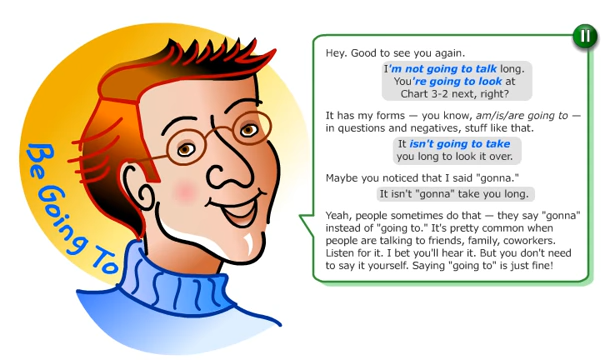 Be Going To
Hey. Good to see you again.
I'm not going to talk long.
You're going to look at
Chart 3-2 next, right?
It has my forms — you know, am/is/are going to —
in questions and negatives, stuff like that.
It isn't going to take
you long to look it over.
Maybe you noticed that I said "gonna."
It isn't "gonna" take you long.
Yeah, people sometimes do that — they say "gonna"
instead of "going to." It's pretty common when
people are talking to friends, family, coworkers.
Listen for it. I bet you'll hear it. But you don't need
to say it yourself. Saying "going to" is just fine!